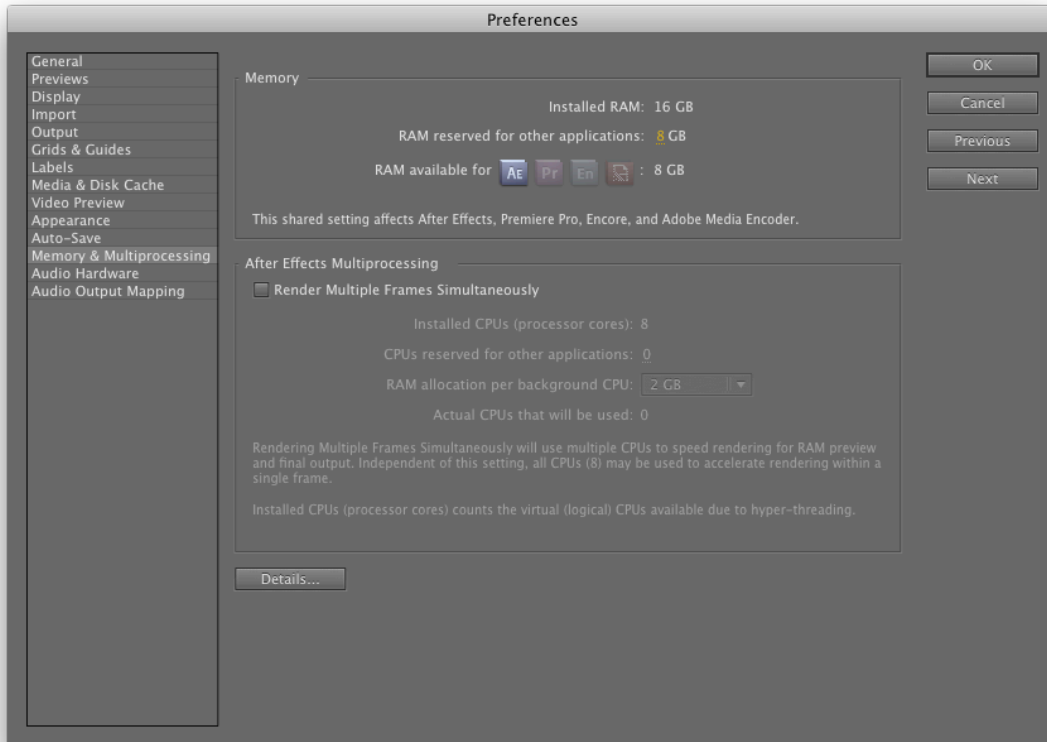 Preferences
General
Previews
Display
Import
Output
Grids & Guides
Labels
Media & Disk Cache
Video Preview
Appearance
Auto-Save
Memory & Multiprocessing
Audio Hardware
Audio Output Mapping
Memory
Installed RAM: 16 GB
RAM reserved for other applications: 8 GB
RAM available for AE Pr En : 8 GB
This shared setting affects After Effects, Premiere Pro, Encore, and Adobe Media Encoder.
After Effects Multiprocessing
Render Multiple Frames Simultaneously
Installed CPUs (processor cores): 8
CPUs reserved for other applications: 0
RAM allocation per background CPU: 2 GB
Actual CPUs that will be used: 0
Rendering Multiple Frames Simultaneously will use multiple CPUs to speed rendering for RAM preview
and final output. Independent of this setting, all CPUs (8) may be used to accelerate rendering within a
single frame.
Installed CPUs (processor cores) counts the virtual (logical) CPUs available due to hyper-threading.
Details...
OK
Cancel
Previous
Next